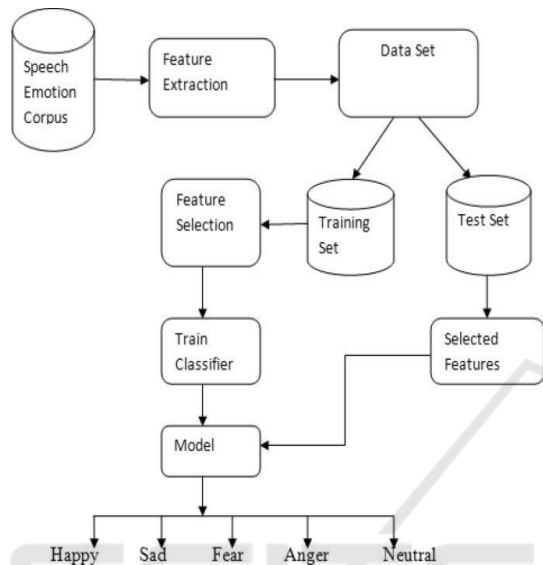 Speech
Emotion
Corpus
Feature
Extraction
Data Set
Feature
Selection
Training
Set
Test Set
Train
Classifier
Selected
Features
Model
Happy Sad Fear Anger Neutral